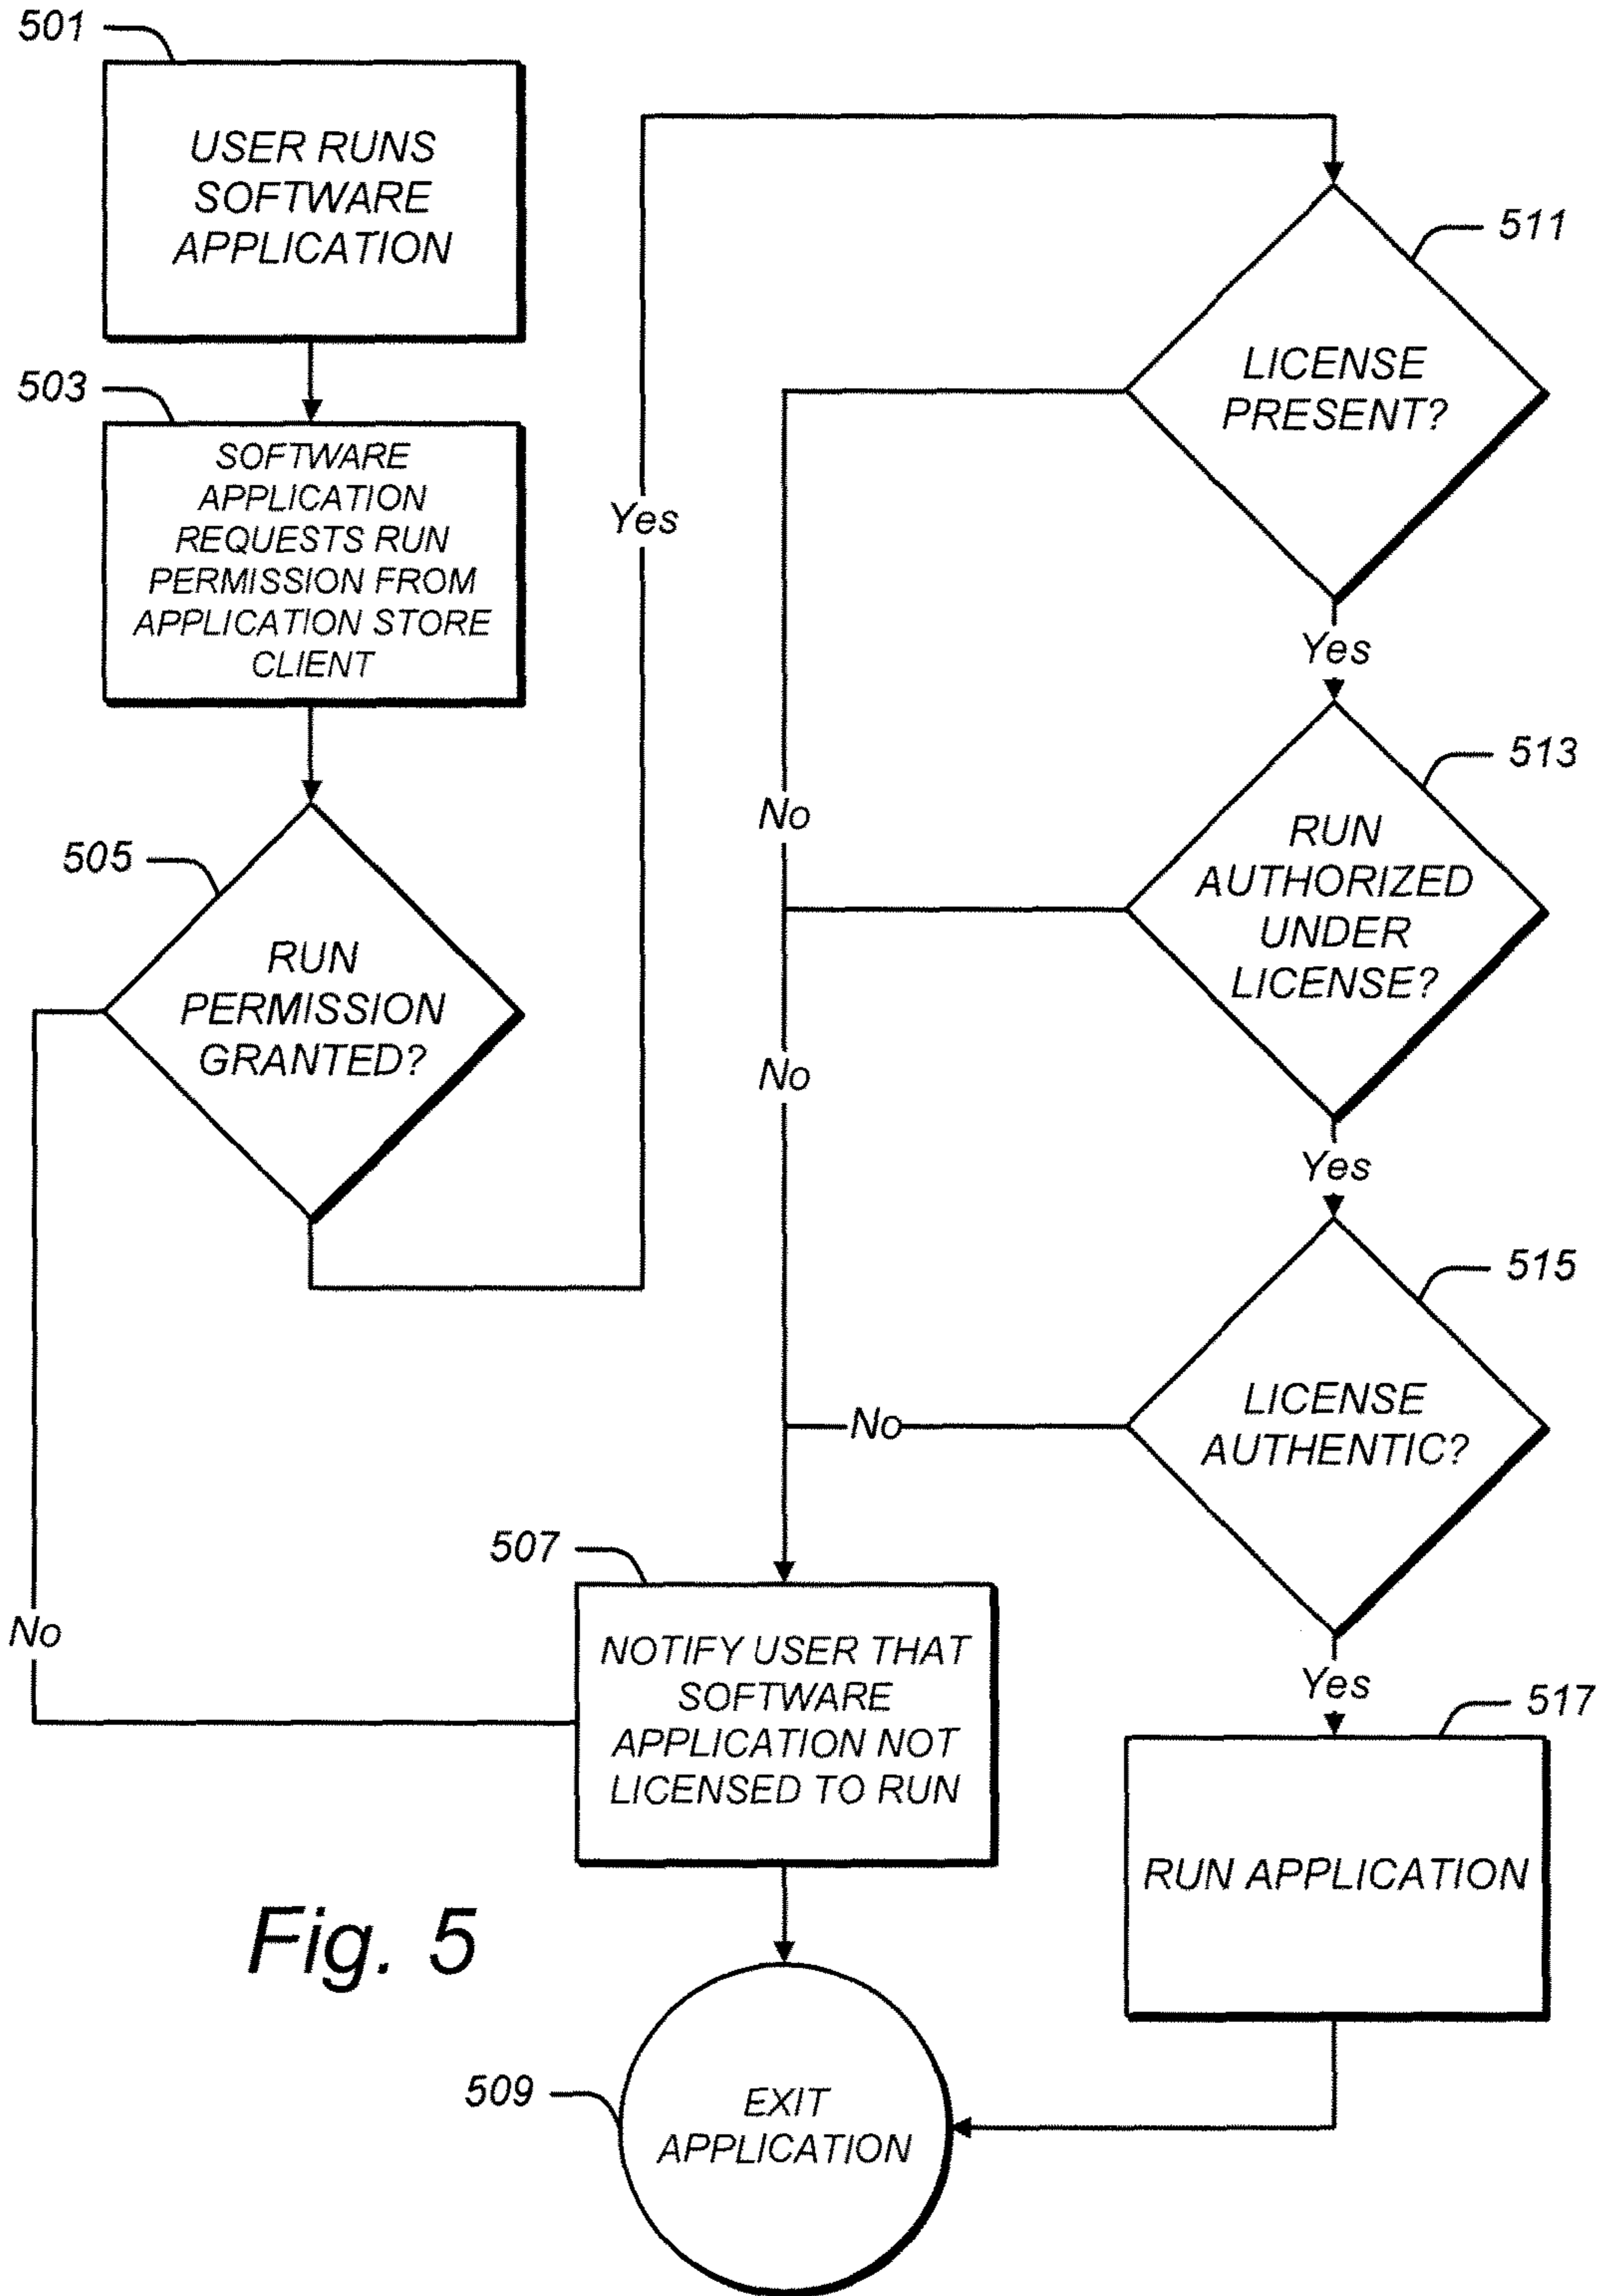 501
USER RUNS
SOFTWARE
APPLICATION
503
SOFTWARE
APPLICATION
REQUESTS RUN
PERMISSION FROM
APPLICATION STORE
CLIENT
505
RUN
PERMISSION
GRANTED?
No
Yes
511
LICENSE
PRESENT?
Yes
No
513
RUN
AUTHORIZED
UNDER
LICENSE?
No
Yes
515
LICENSE
AUTHENTIC?
No
Yes
507
NOTIFY USER THAT
SOFTWARE
APPLICATION NOT
LICENSED TO RUN
517
RUN APPLICATION
509
EXIT
APPLICATION
Fig. 5